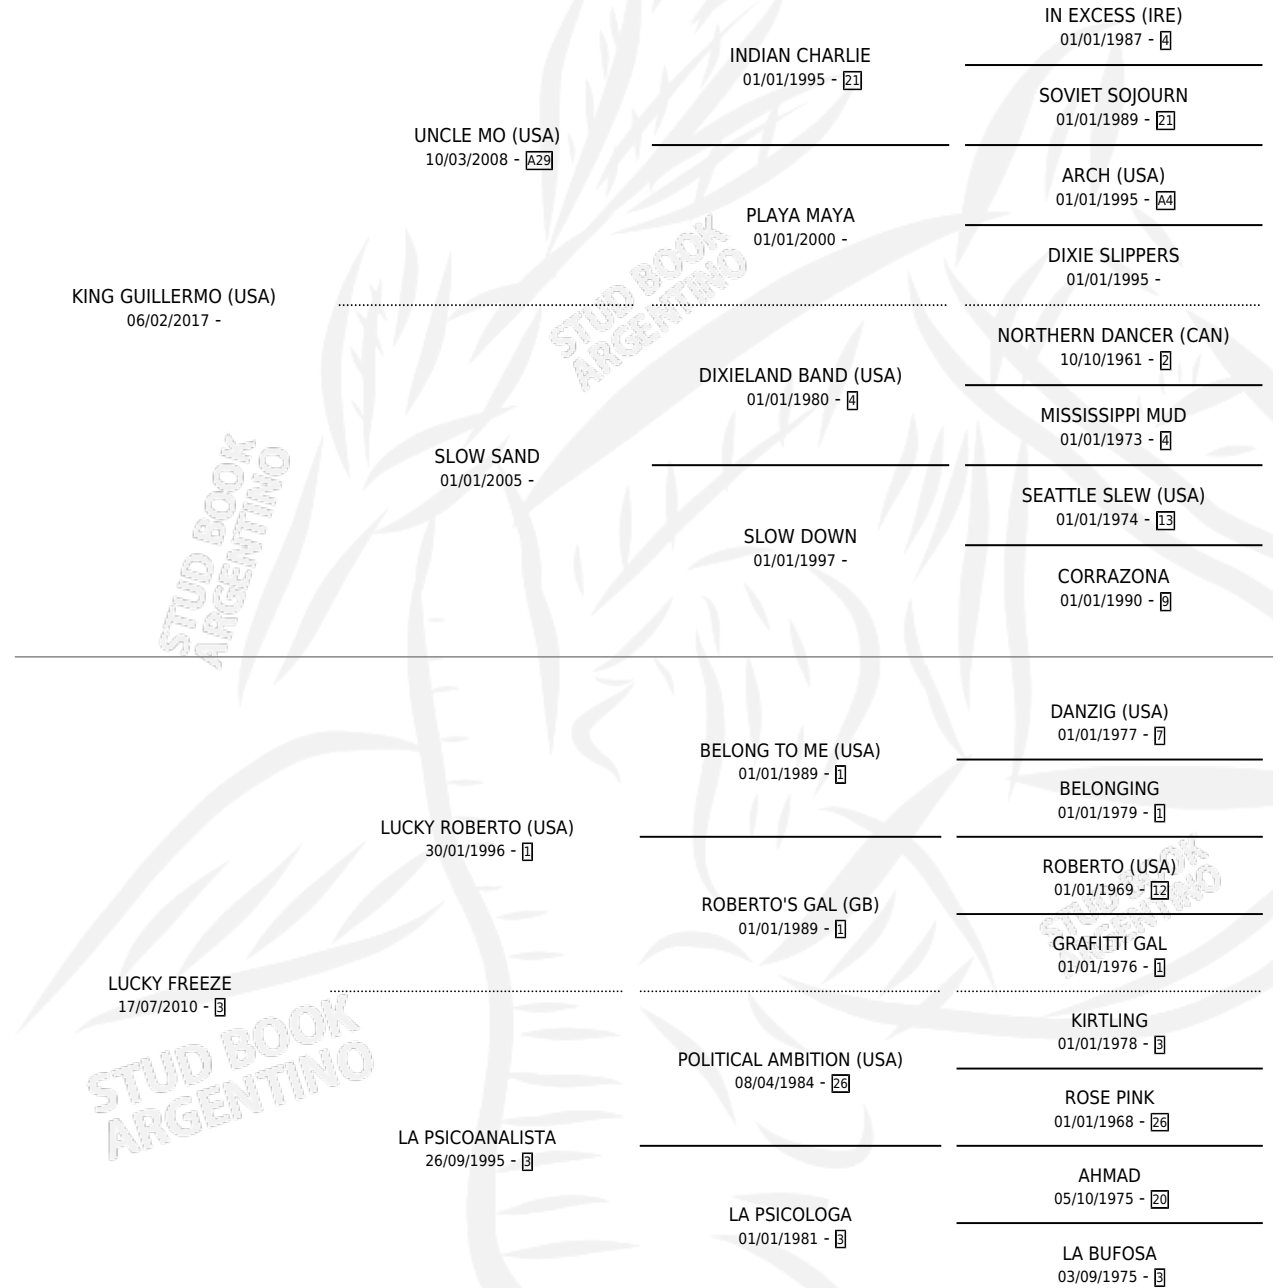 IN EXCESS (IRE)
01/01/1987 - 4
INDIAN CHARLIE
01/01/1995 - 21
SOVIET SOJOURN
01/01/1989 - 21
UNCLE MO (USA)
10/03/2008 - A29
ARCH (USA)
01/01/1995 - A4
PLAYA MAYA
01/01/2000 -
DIXIE SLIPPERS
01/01/1995 -
KING GUILLERMO (USA)
06/02/2017 -
NORTHERN DANCER (CAN)
10/10/1961 - 2
DIXIELAND BAND (USA)
01/01/1980 - 4
MISSISSIPPI MUD
01/01/1973 - 4
SLOW SAND
01/01/2005 -
SEATTLE SLEW (USA)
01/01/1974 - 13
SLOW DOWN
01/01/1997 -
CORRAZONA
01/01/1990 - 9
DANZIG (USA)
01/01/1977 - 7
BELONG TO ME (USA)
01/01/1989 - 1
BELONGING
01/01/1979 - 1
LUCKY ROBERTO (USA)
30/01/1996 - 1
ROBERTO (USA)
01/01/1969 - 12
ROBERTO'S GAL (GB)
01/01/1989 - 1
GRAFITTI GAL
01/01/1976 - 1
LUCKY FREEZE
17/07/2010 - 3
KIRTLING
01/01/1978 - 3
POLITICAL AMBITION (USA)
08/04/1984 - 26
ROSE PINK
01/01/1968 - 26
LA PSICOANALISTA
26/09/1995 - 3
AHMAD
05/10/1975 - 20
LA PSICOLOGA
01/01/1981 - 3
LA BUFOSA
03/09/1975 - 3
STUD BOOK
ARGENTINO
STUD BOOK
ARGENTINO
STUD BOOK
ARGENTINO
STUD BOOK
ARGENTINO